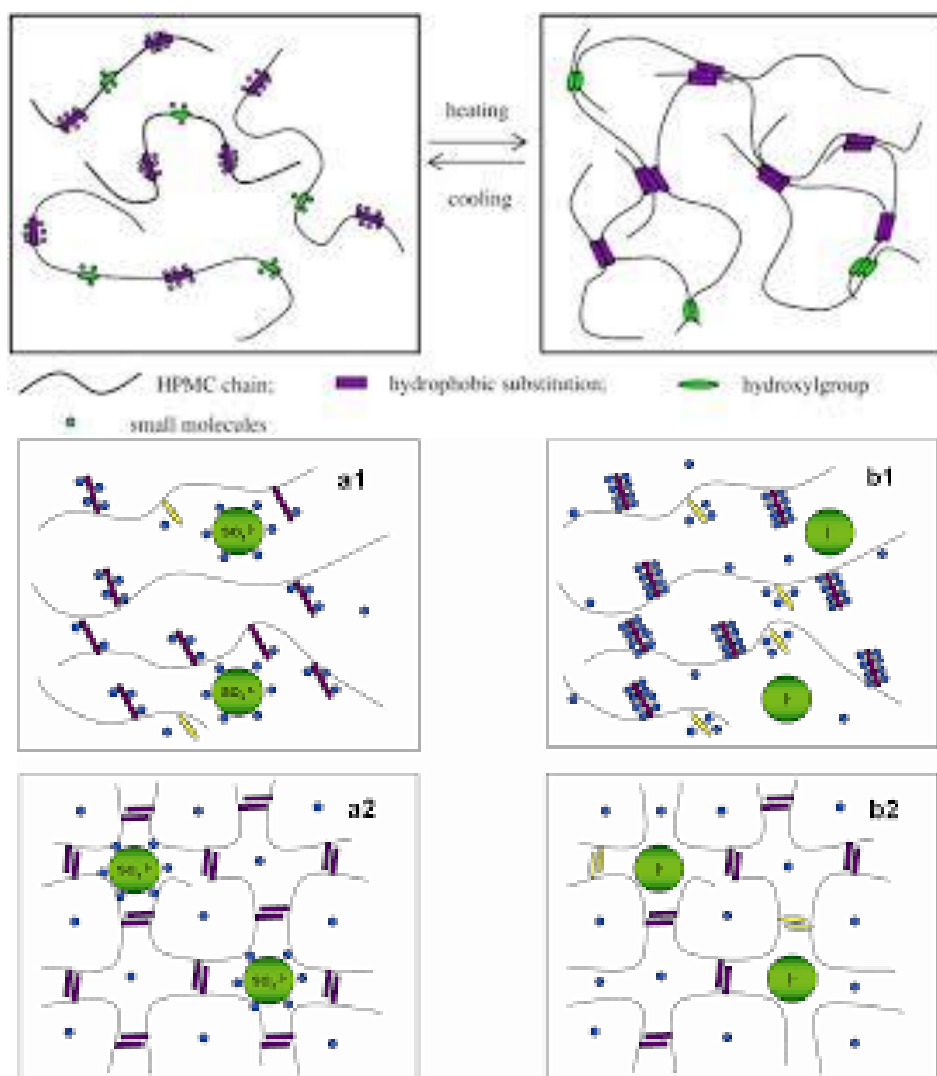 heating
cooling
HPMC chain; hydrophobic substitution; hydroxylgroup
small molecules
a1 b1
I-
I-
a2 b2
I-
I-